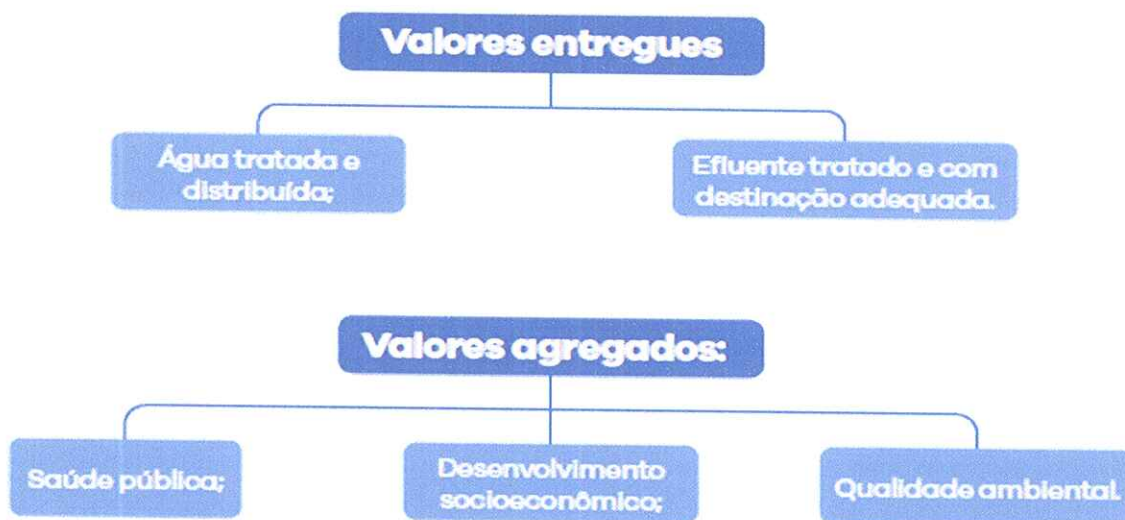 Valores entregues
Água tratada e
distribuída;
Efluente tratado e com
destinação adequada.
Valores agregados:
Saúde pública;
Desenvolvimento
socioeconômico;
Qualidade ambiental.